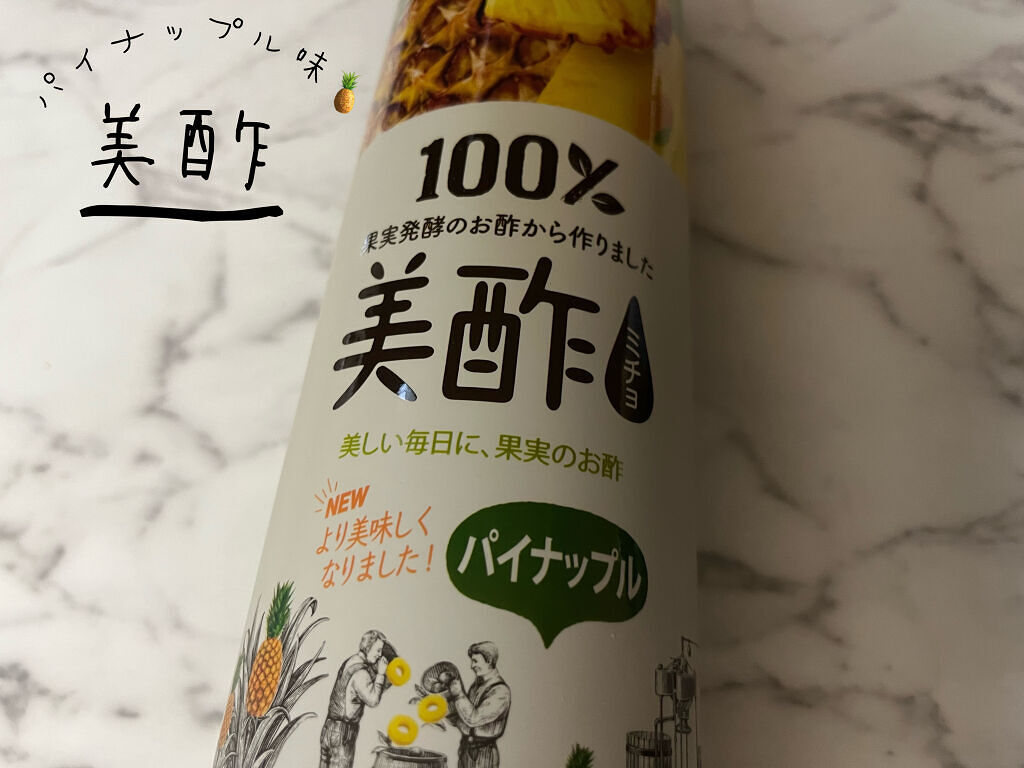 パイナップル味
美酢
100%
果実発酵のお酢から作りました
美酢
ミチョ
美しい毎日に、果実のお酢
NEW
より美味しく
なりました!
パイナップル